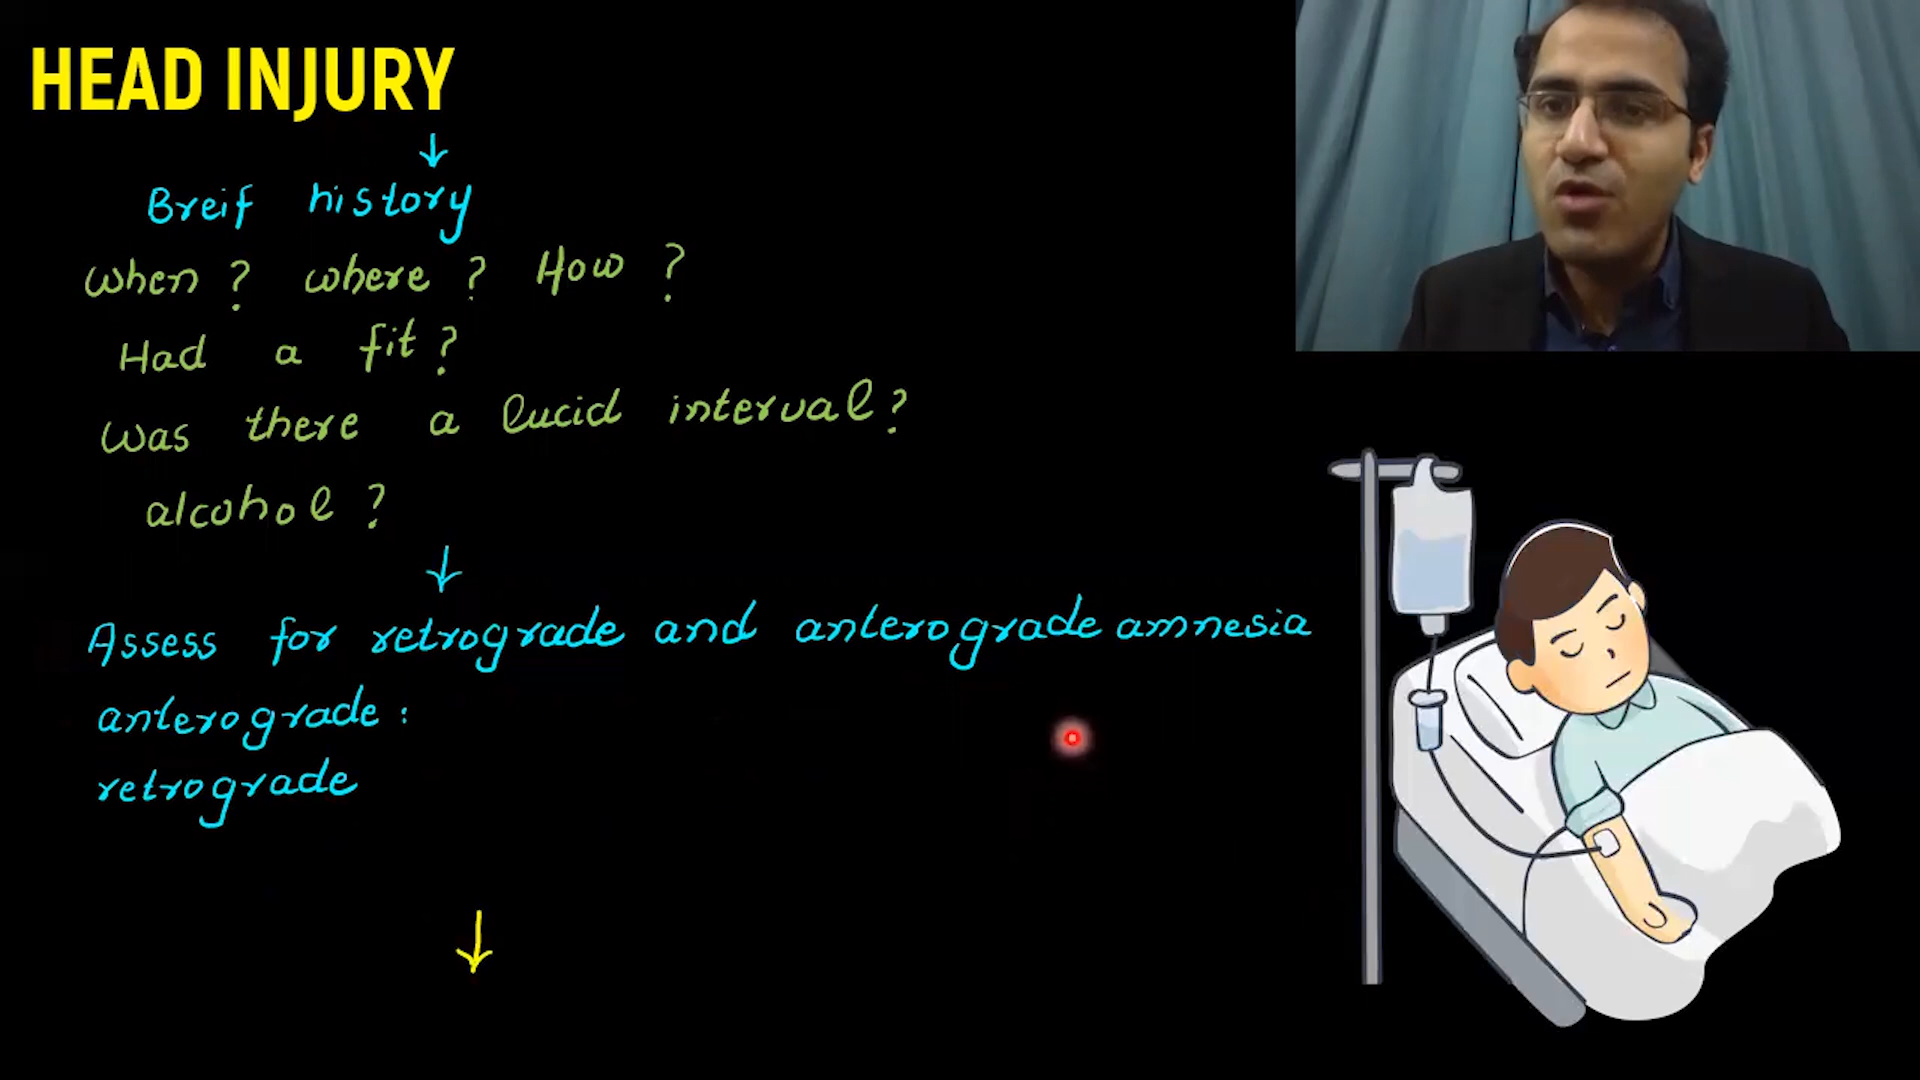 HEAD INJURY
Breif history
when? where? How?
Had a fit?
was there a lucid interval?
alcohol?
Assess for retrograde and anterograde amnesia
anterograde:
retrograde